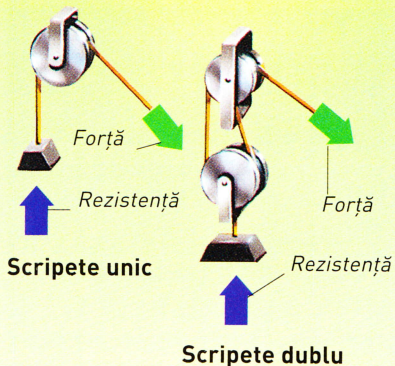 Forță
Rezistență
Scripete unic
Forță
Rezistență
Scripete dublu